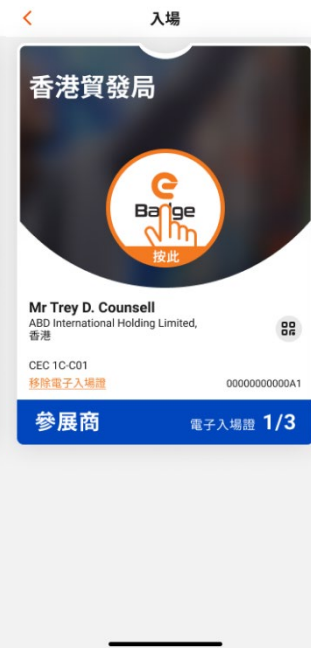 入場
香港貿發局
e
Badge
按此
Mr Trey D. Counsell
ABD International Holding Limited,
香港
CEC 1C-C01
移除電子入場證
00000000000A1
參展商
電子入場證 1/3